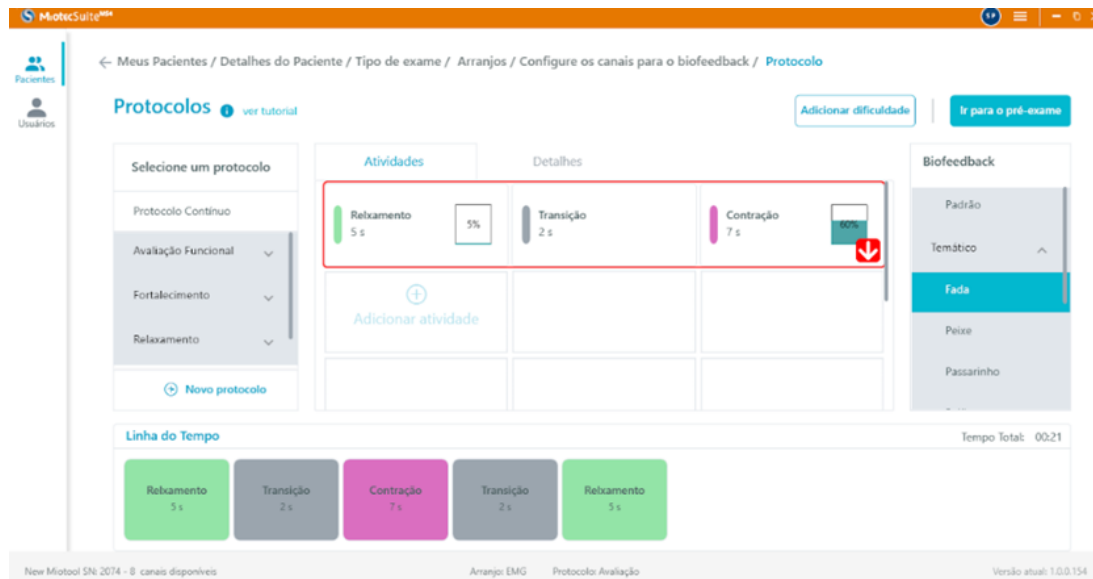 MiotecSuite
SP
Pacientes
Usuários
Meus Pacientes / Detalhes do Paciente / Tipo de exame / Arranjos / Configure os canais para o biofeedback / Protocolo
Protocolos ver tutorial
Adicionar dificuldade
Ir para o pré-exame
Selecione um protocolo
Protocolo Contínuo
Avaliação Funcional
Fortalecimento
Relaxamento
Novo protocolo
Atividades
Detalhes
Relxamento
5 s
5%
Transição
2 s
Contração
7 s
60%
Adicionar atividade
Biofeedback
Padrão
Temático
Fada
Peixe
Passarinho
Linha do Tempo
Tempo Total: 00:21
Relxamento
5 s
Transição
2 s
Contração
7 s
Transição
2 s
Relxamento
5 s
New Miotool SN: 2074 - 8 canais disponíveis
Arranjo: EMG
Protocolo: Avaliação
Versão atual: 1.0.0.154